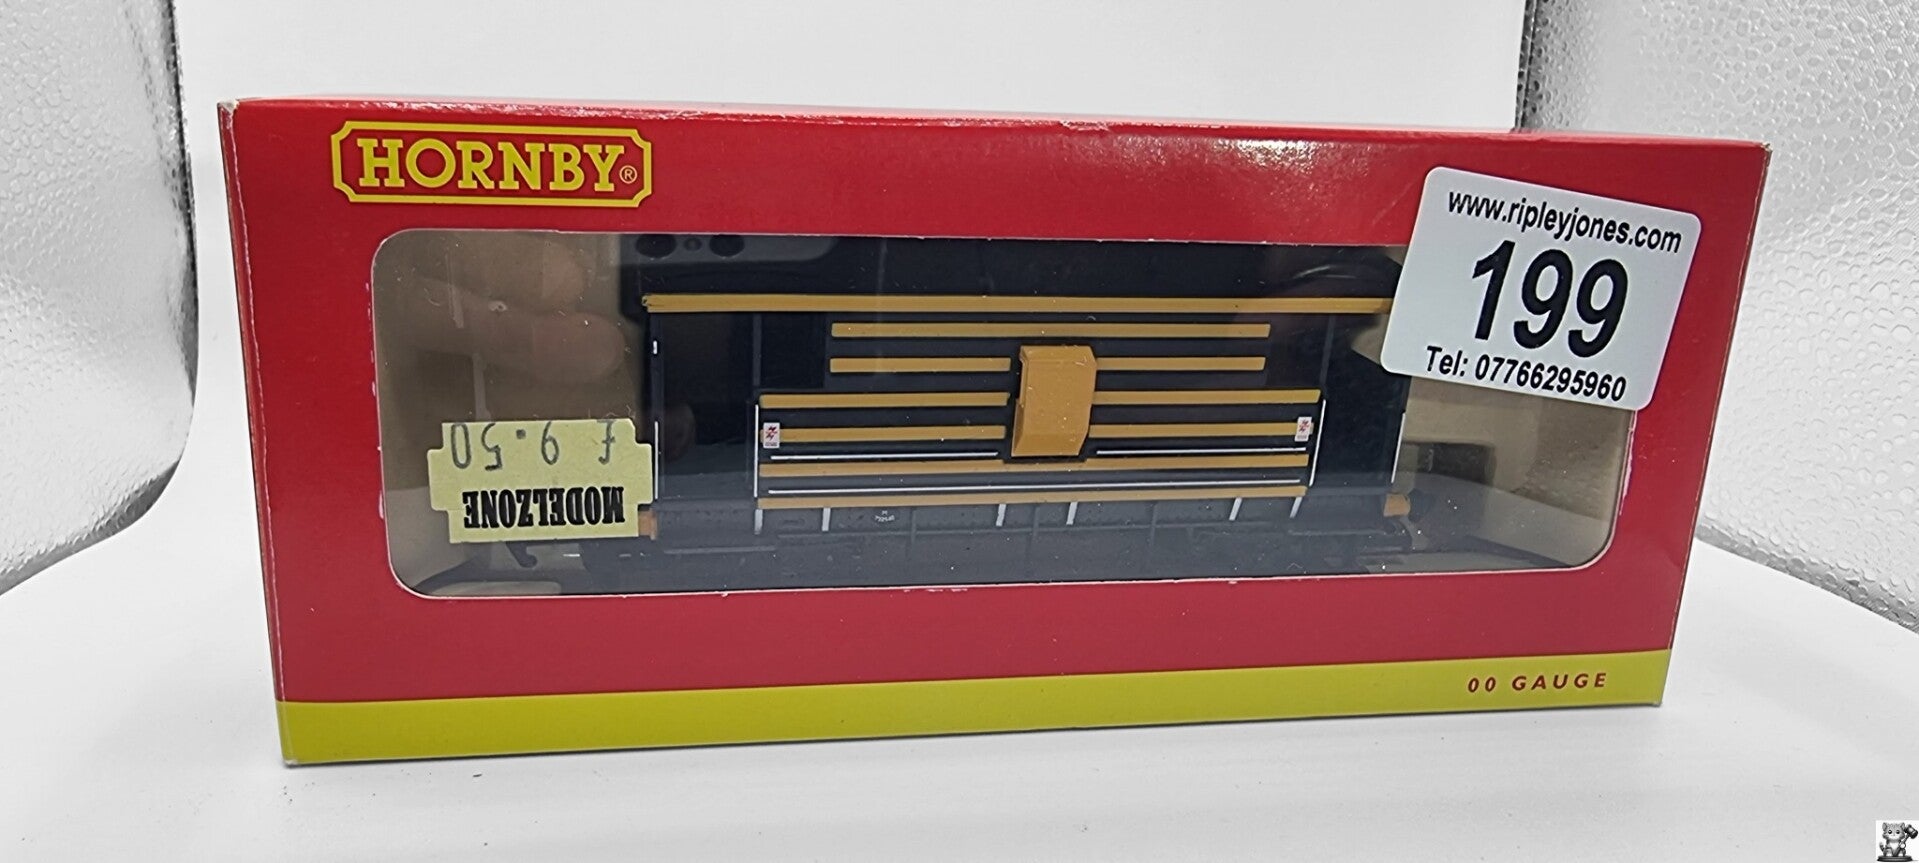 HORNBY®
www.ripleyjones.com
199
Tel: 07766295960
£ 9.50
MODELZONE
00 GAUGE